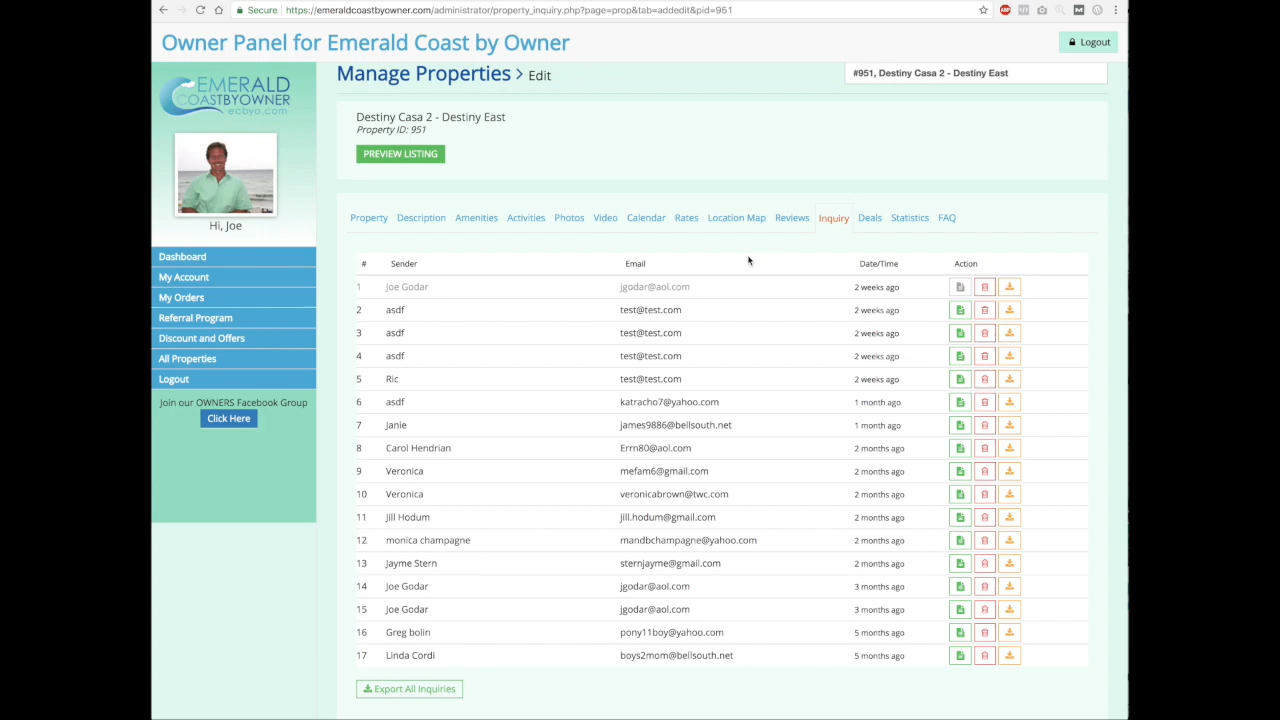 Secure https://emeraldcoastbyowner.com/administrator/property_inquiry.php?page=prop&tab=addedit&pid=951
Owner Panel for Emerald Coast by Owner
Logout
EMERALD
COASTBYOWNER
ecbyo.com
Hi, Joe
Dashboard
My Account
My Orders
Referral Program
Discount and Offers
All Properties
Logout
Join our OWNERS Facebook Group
Click Here
Manage Properties > Edit
#951, Destiny Casa 2 - Destiny East
Destiny Casa 2 - Destiny East
Property ID: 951
PREVIEW LISTING
Property Description Amenities Activities Photos Video Calendar Rates Location Map Reviews Inquiry Deals Statistics FAQ
# Sender Email Date/Time Action
1 Joe Godar jgodar@aol.com 2 weeks ago
2 asdf test@test.com 2 weeks ago
3 asdf test@test.com 2 weeks ago
4 asdf test@test.com 2 weeks ago
5 Ric test@test.com 2 weeks ago
6 asdf katracho7@yahoo.com 1 month ago
7 Janie james9886@bellsouth.net 1 month ago
8 Carol Hendrian Errn80@aol.com 2 months ago
9 Veronica mefam6@gmail.com 2 months ago
10 Veronica veronicabrown@twc.com 2 months ago
11 Jill Hodum jill.hodum@gmail.com 2 months ago
12 monica champagne mandbchampagne@yahoo.com 2 months ago
13 Jayme Stern sternjayme@gmail.com 2 months ago
14 Joe Godar jgodar@aol.com 3 months ago
15 Joe Godar jgodar@aol.com 3 months ago
16 Greg bolin pony11boy@yahoo.com 5 months ago
17 Linda Cordi boys2mom@bellsouth.net 5 months ago
Export All Inquiries